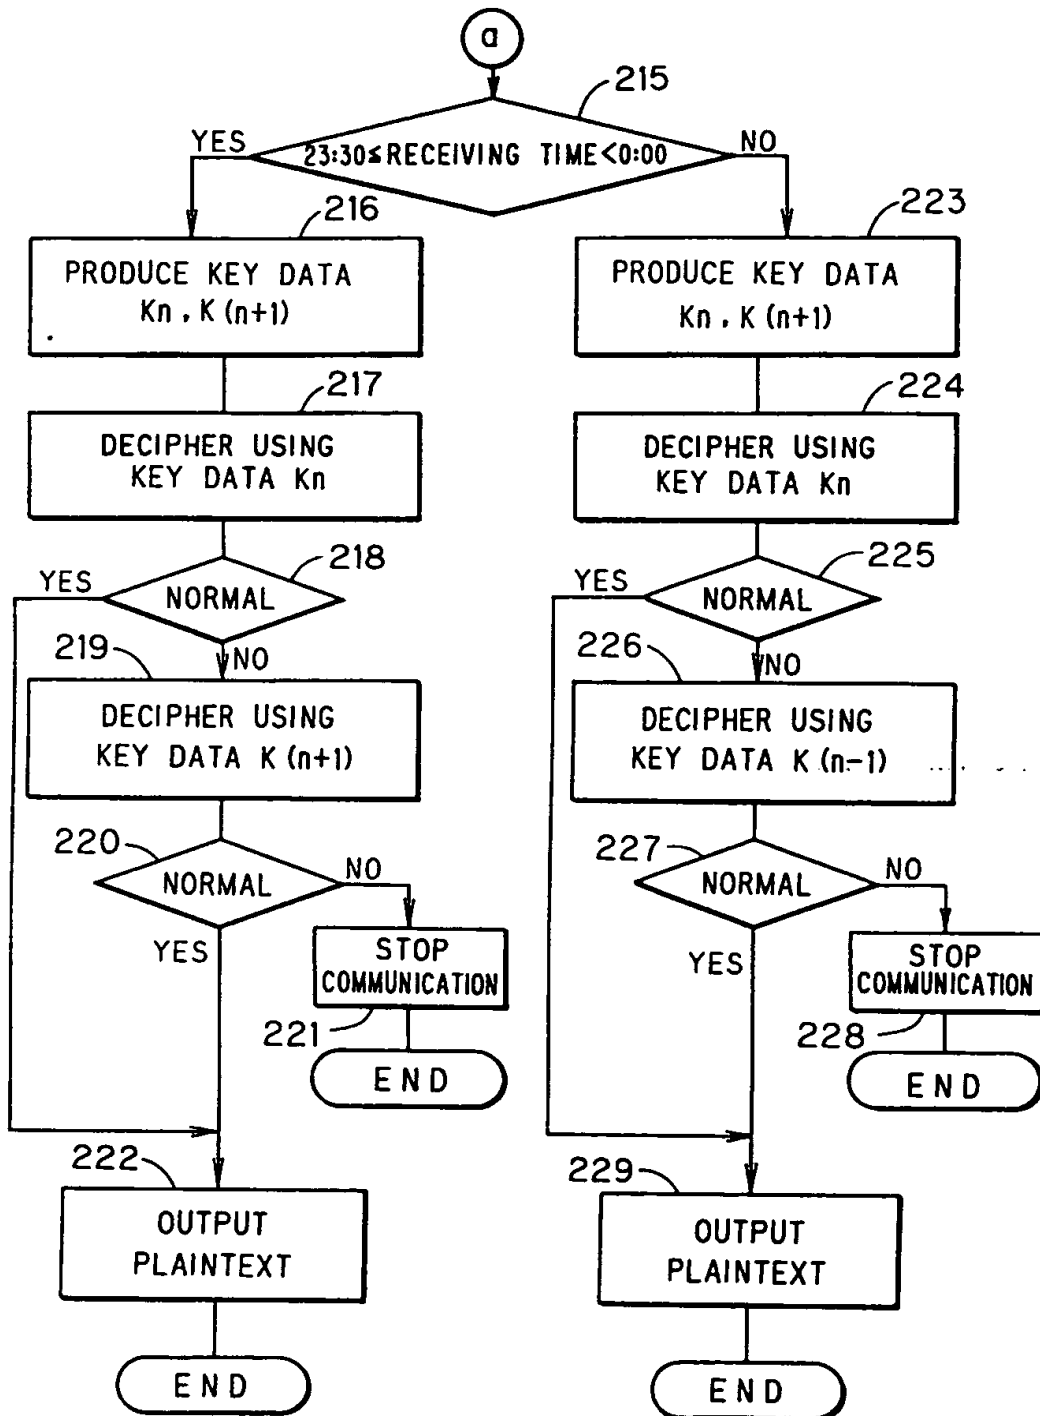 a
215
YES
23:30≤RECEIVING TIME<0:00
NO
216
PRODUCE KEY DATA
Kn, K(n+1)
217
DECIPHER USING
KEY DATA Kn
218
YES
NORMAL
NO
219
DECIPHER USING
KEY DATA K(n+1)
220
NORMAL
NO
YES
STOP
COMMUNICATION
221
END
222
OUTPUT
PLAINTEXT
END
223
PRODUCE KEY DATA
Kn, K(n+1)
224
DECIPHER USING
KEY DATA Kn
225
YES
NORMAL
NO
226
DECIPHER USING
KEY DATA K(n-1)
227
NORMAL
NO
YES
STOP
COMMUNICATION
228
END
229
OUTPUT
PLAINTEXT
END